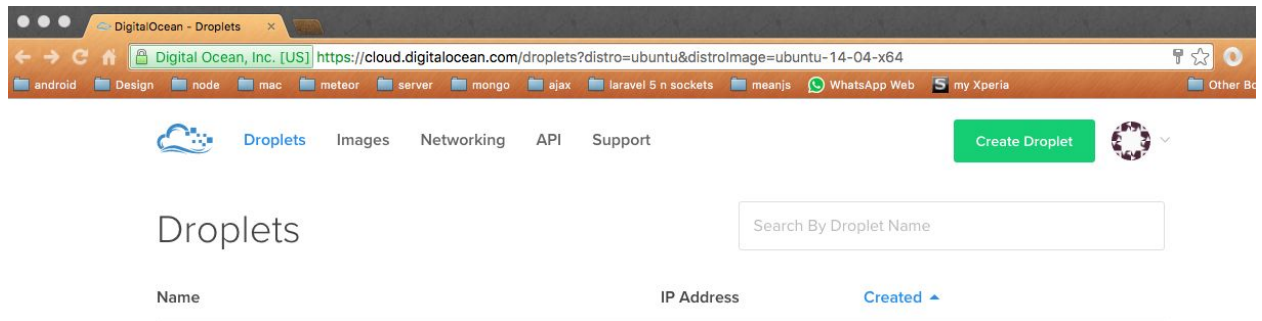 DigitalOcean - Droplets ×
Digital Ocean, Inc. [US] https://cloud.digitalocean.com/droplets?distro=ubuntu&distroImage=ubuntu-14-04-x64
android Design node mac meteor server mongo ajax laravel 5 n sockets meanjs WhatsApp Web S my Xperia Other Bo
Droplets Images Networking API Support Create Droplet
Droplets Search By Droplet Name
Name IP Address Created